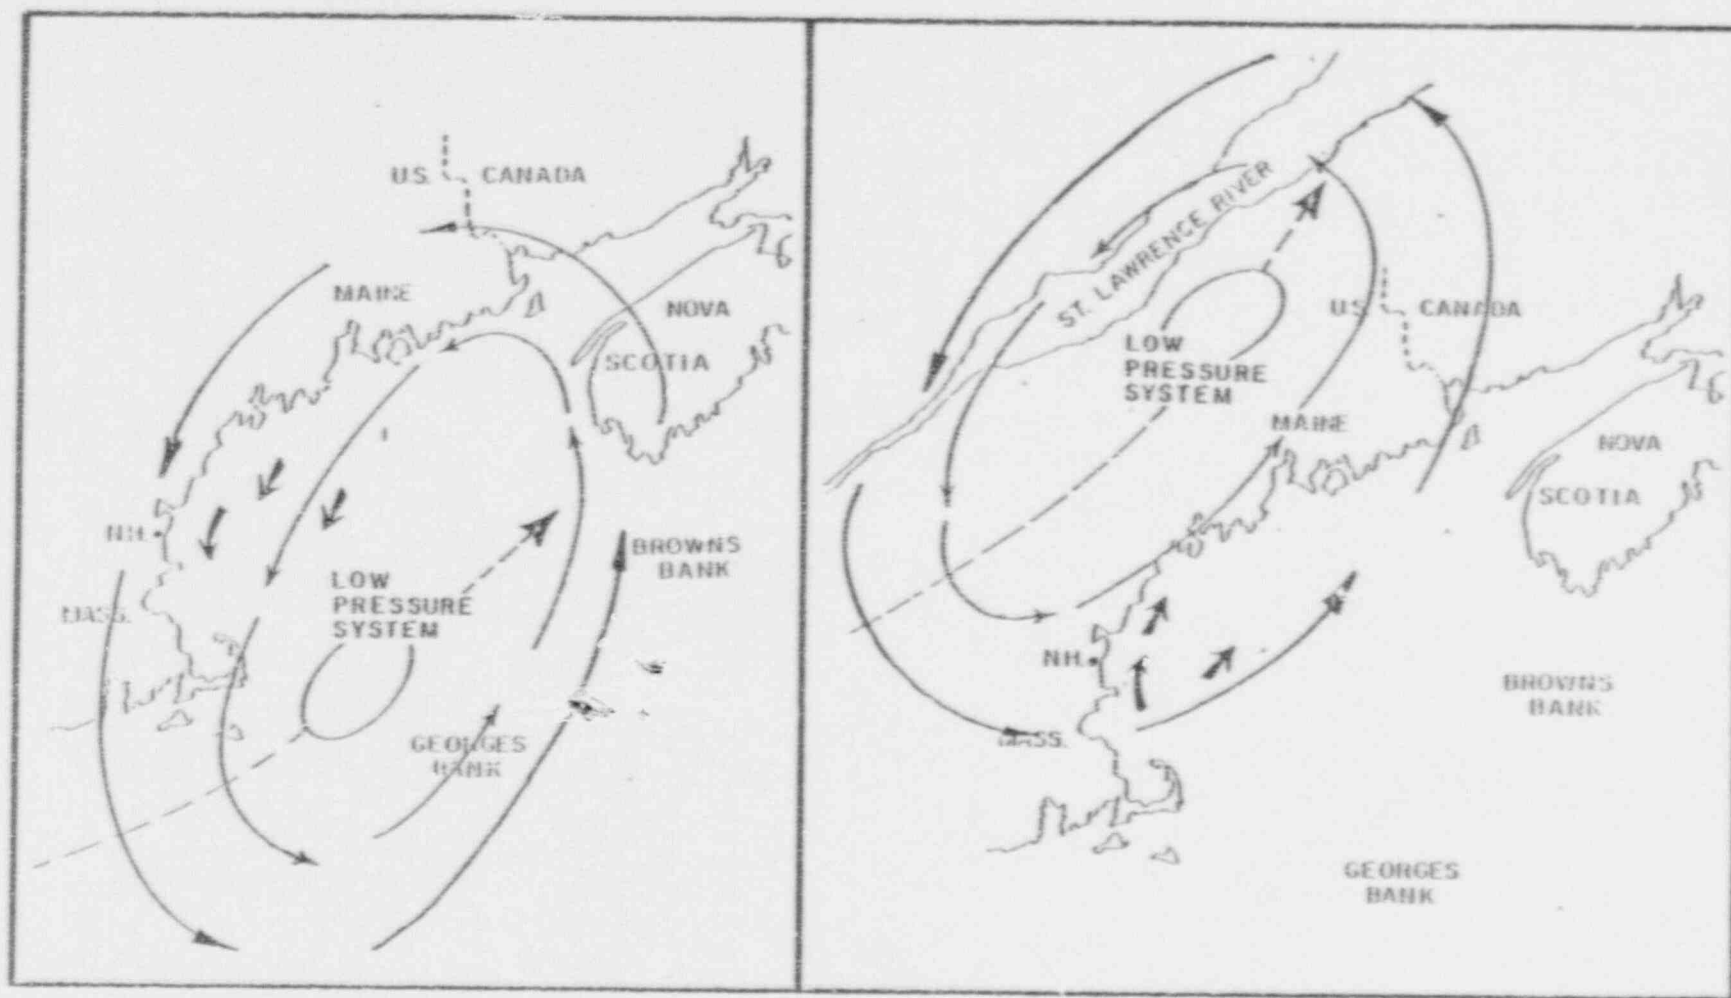 U.S. CANADA
MAINE
NOVA
SCOTIA
N.H.
BROWNS
BANK
LOW
PRESSURE
SYSTEM
MASS.
GEORGES
BANK
ST. LAWRENCE RIVER
U.S. CANADA
LOW
PRESSURE
SYSTEM
MAINE
NOVA
SCOTIA
N.H.
BROWNS
BANK
MASS.
GEORGES
BANK